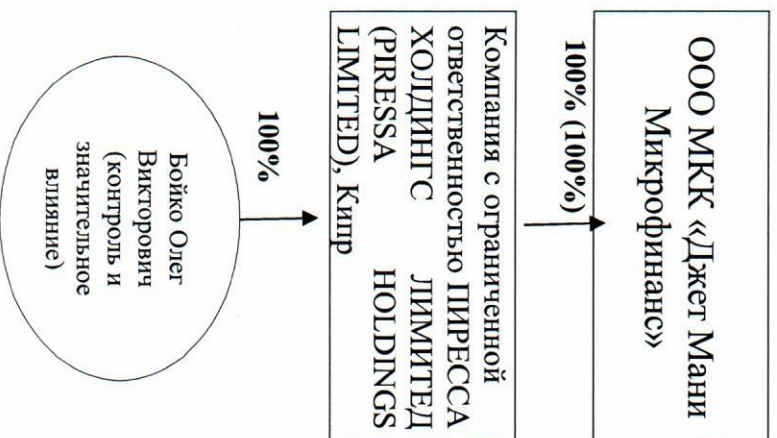 ООО МКК «Джет Мани
Микрофинанс»
100% (100%)
Компания с ограниченной
ответственностью ПИРЕССА
ХОЛДИНГС ЛИМИТЕД
(PIRESSA HOLDINGS
LIMITED), Кипр
100%
Бойко Олег
Викторович
(контроль и
значительное
влияние)